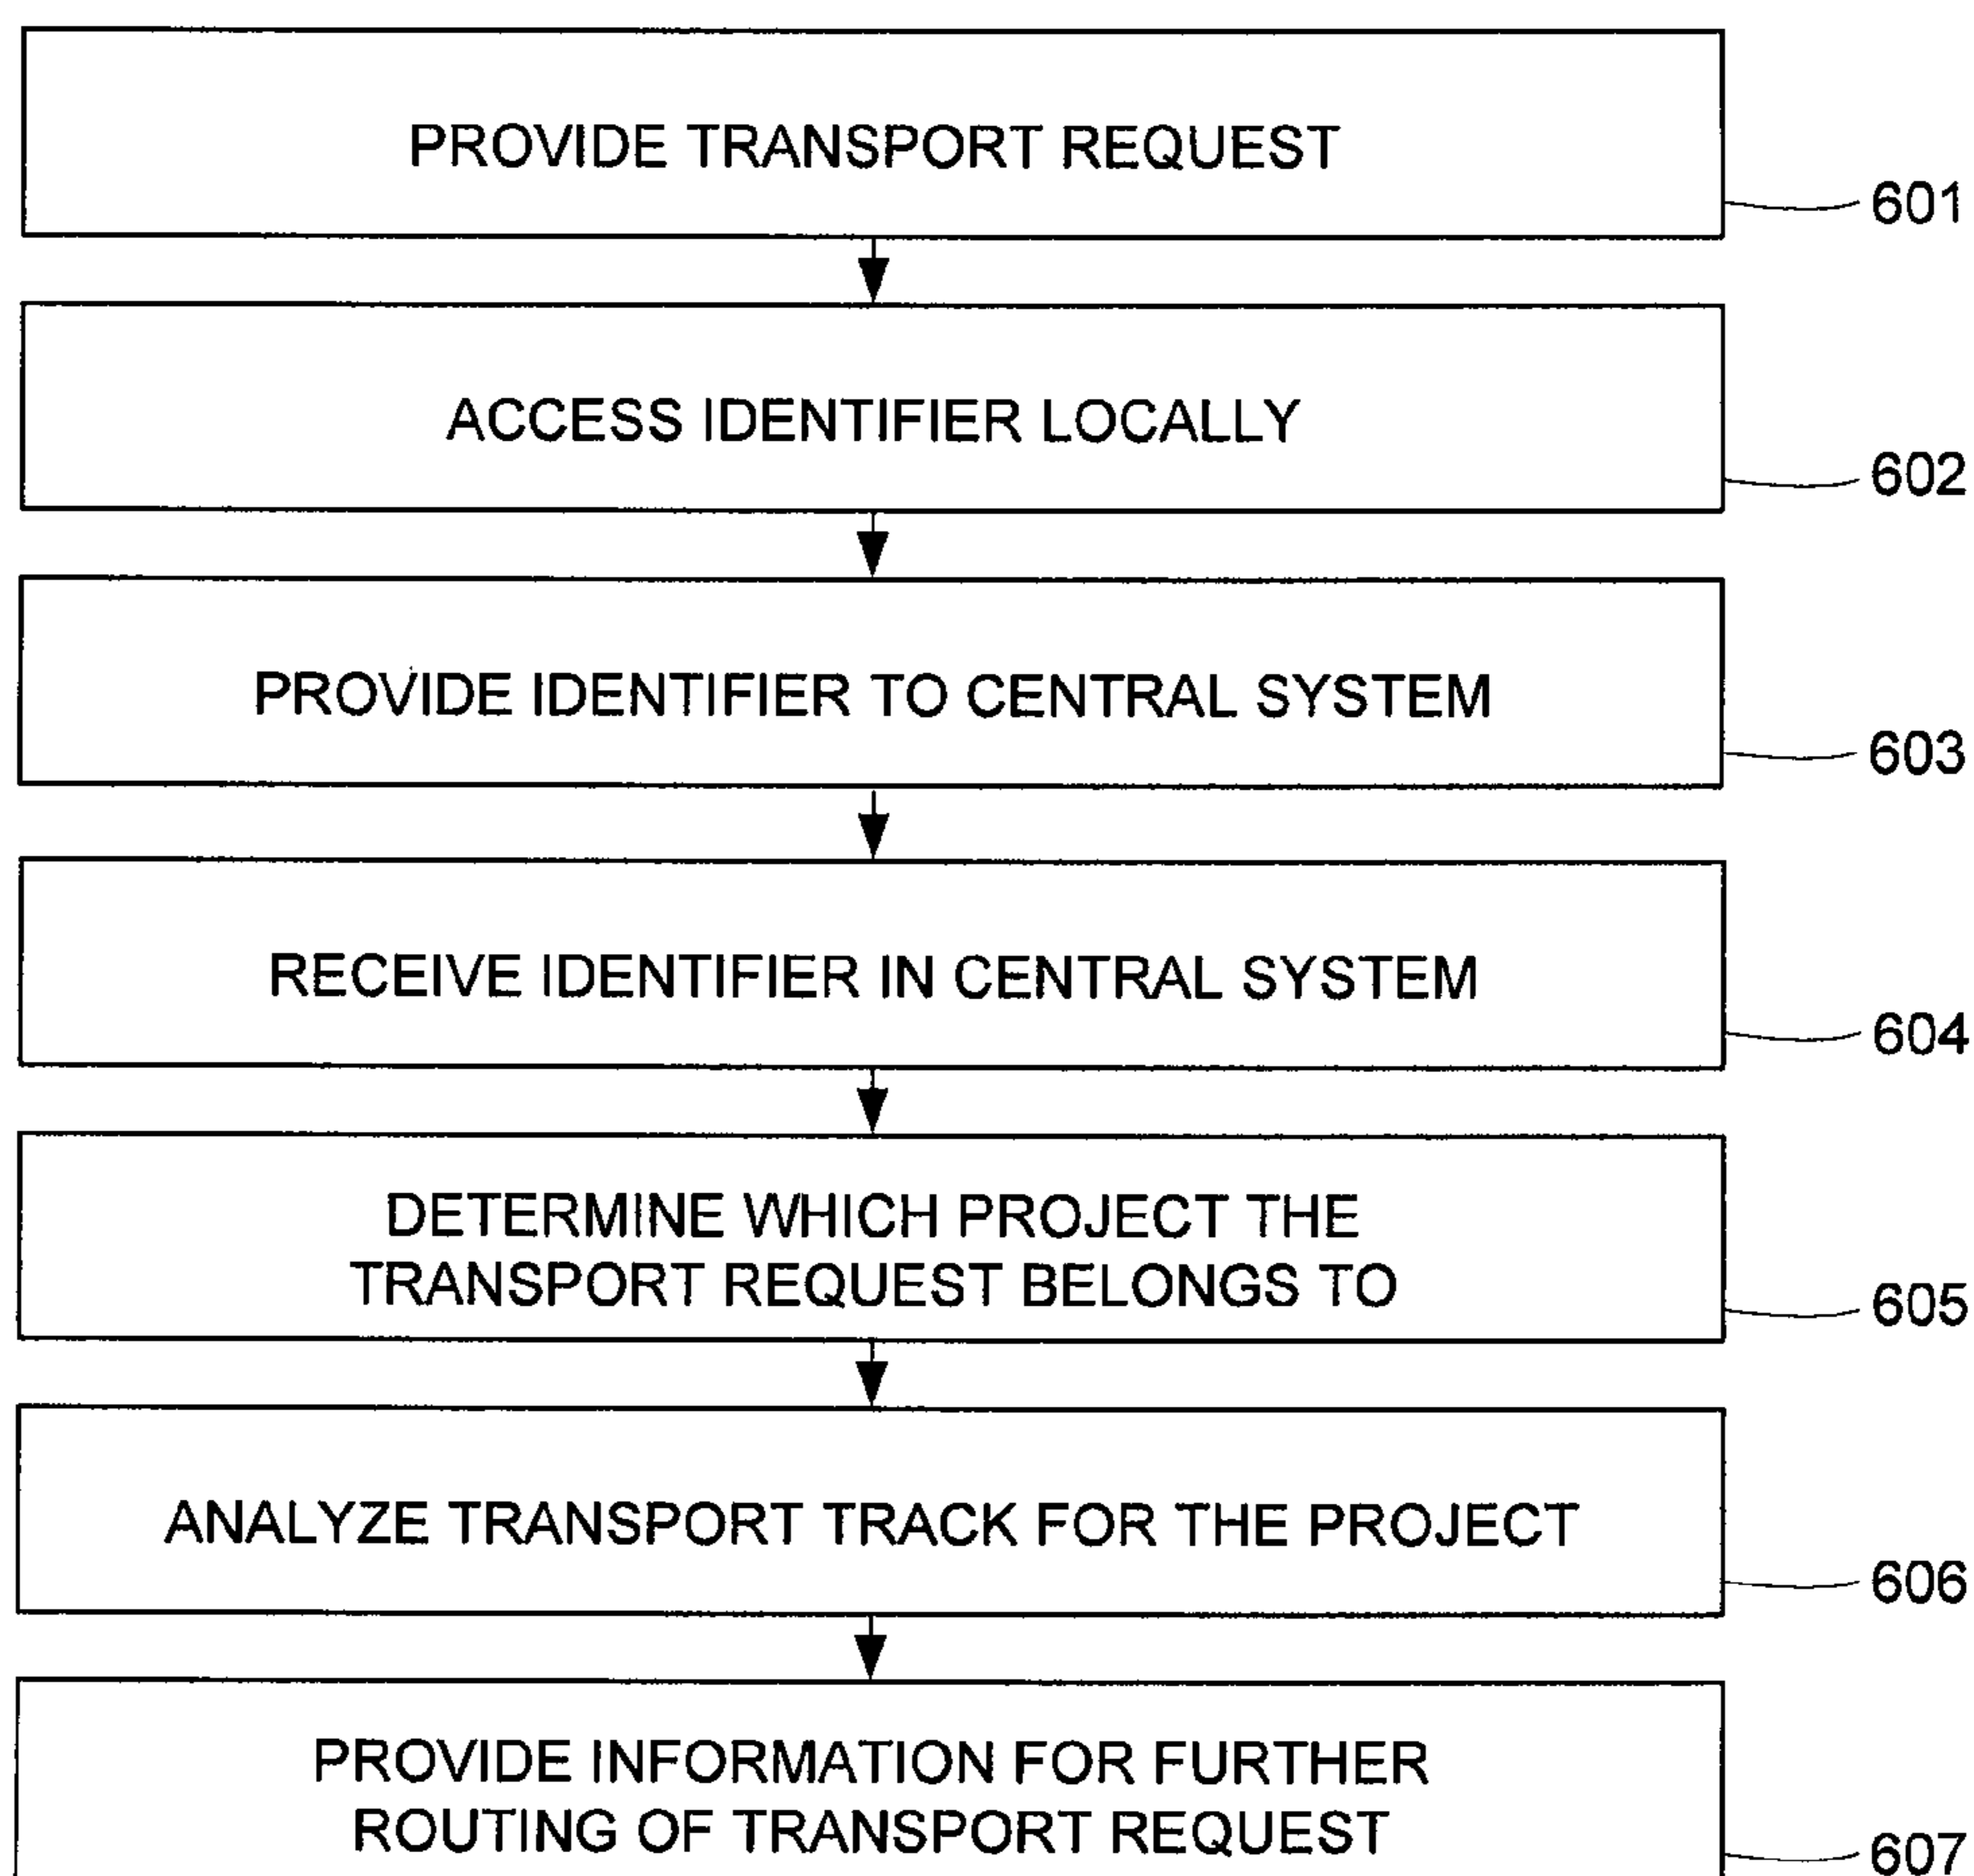 PROVIDE TRANSPORT REQUEST
601
ACCESS IDENTIFIER LOCALLY
602
PROVIDE IDENTIFIER TO CENTRAL SYSTEM
603
RECEIVE IDENTIFIER IN CENTRAL SYSTEM
604
DETERMINE WHICH PROJECT THE
TRANSPORT REQUEST BELONGS TO
605
ANALYZE TRANSPORT TRACK FOR THE PROJECT
606
PROVIDE INFORMATION FOR FURTHER
ROUTING OF TRANSPORT REQUEST
607